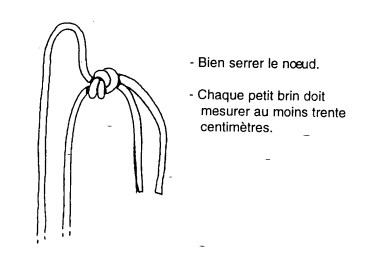 - Bien serrer le nœud.
- Chaque petit brin doit
mesurer au moins trente
centimètres.